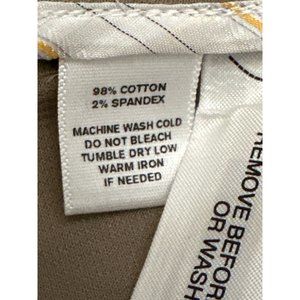 98% COTTON
2% SPANDEX
MACHINE WASH COLD
DO NOT BLEACH
TUMBLE DRY LOW
WARM IRON
IF NEEDED
REMOVE BEFOR
OR WASH